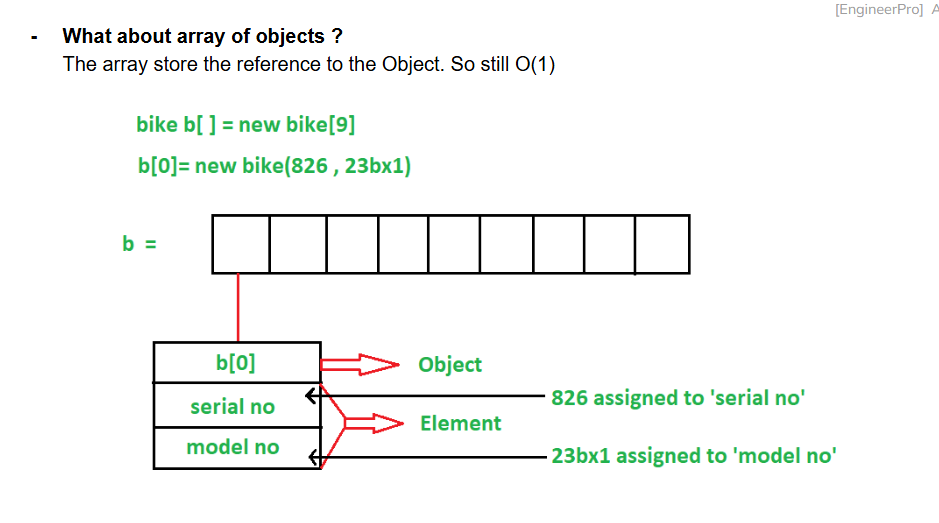 [EngineerPro] A
- What about array of objects ?
The array store the reference to the Object. So still O(1)
bike b[ ] = new bike[9]
b[0]= new bike(826 , 23bx1)
b =
b[0]
Object
826 assigned to 'serial no'
serial no
Element
model no
23bx1 assigned to 'model no'